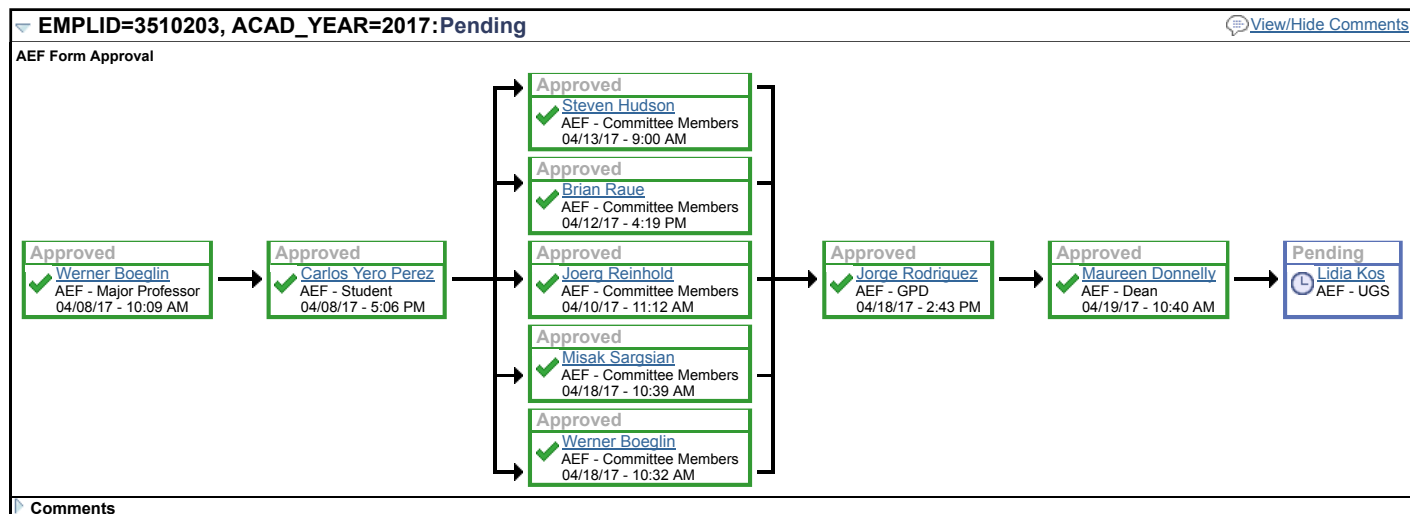 EMPLID=3510203, ACAD_YEAR=2017:Pending
View/Hide Comments
AEF Form Approval
Approved
Werner Boeglin
AEF - Major Professor
04/08/17 - 10:09 AM
Approved
Carlos Yero Perez
AEF - Student
04/08/17 - 5:06 PM
Approved
Steven Hudson
AEF - Committee Members
04/13/17 - 9:00 AM
Approved
Brian Raue
AEF - Committee Members
04/12/17 - 4:19 PM
Approved
Joerg Reinhold
AEF - Committee Members
04/10/17 - 11:12 AM
Approved
Misak Sargsian
AEF - Committee Members
04/18/17 - 10:39 AM
Approved
Werner Boeglin
AEF - Committee Members
04/18/17 - 10:32 AM
Approved
Jorge Rodriguez
AEF - GPD
04/18/17 - 2:43 PM
Approved
Maureen Donnelly
AEF - Dean
04/19/17 - 10:40 AM
Pending
Lidia Kos
AEF - UGS
Comments